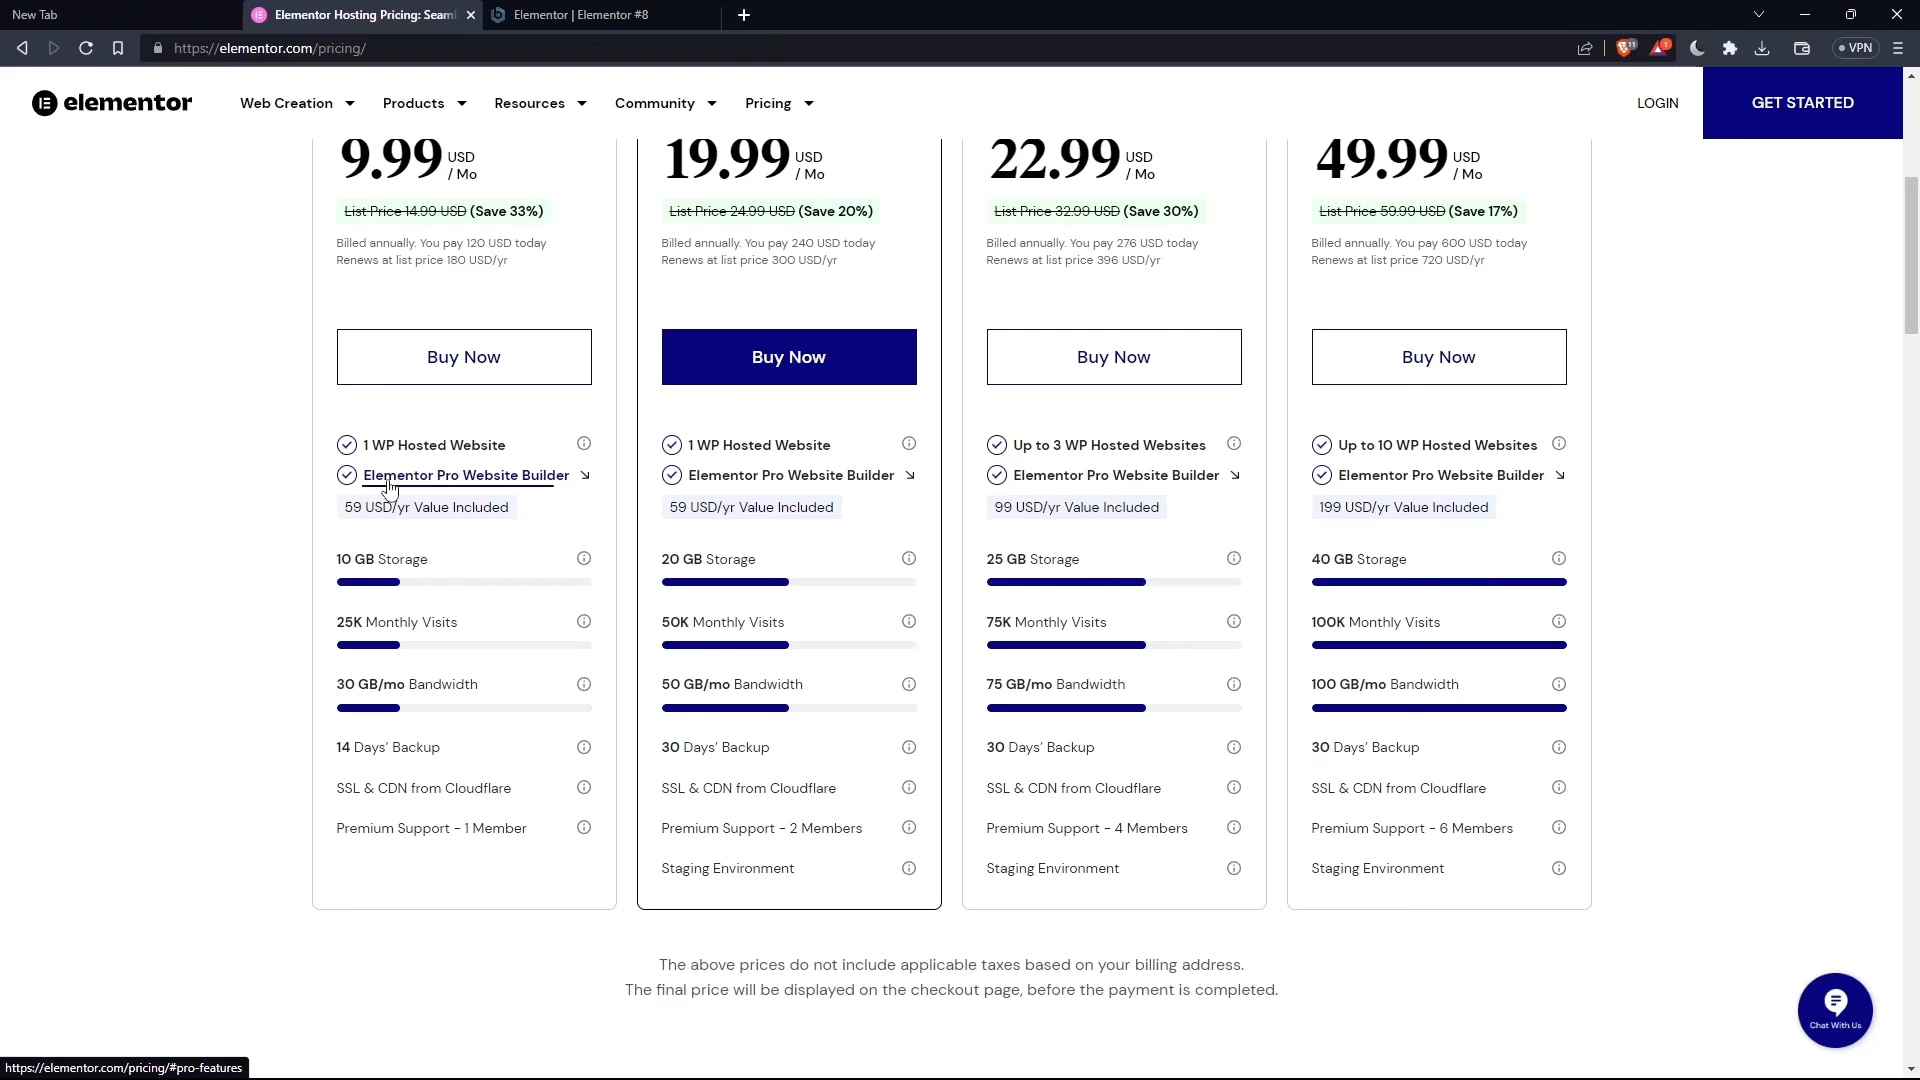 New Tab
Elementor Hosting Pricing: Seaml
Elementor | Elementor #8
https://elementor.com/pricing/
11
1
VPN
elementor
Web Creation
Products
Resources
Community
Pricing
LOGIN
GET STARTED
9.99 USD / Mo
List Price 14.99 USD (Save 33%)
Billed annually. You pay 120 USD today
Renews at list price 180 USD/yr
Buy Now
1 WP Hosted Website
Elementor Pro Website Builder
59 USD/yr Value Included
10 GB Storage
25K Monthly Visits
30 GB/mo Bandwidth
14 Days’ Backup
SSL & CDN from Cloudflare
Premium Support - 1 Member
19.99 USD / Mo
List Price 24.99 USD (Save 20%)
Billed annually. You pay 240 USD today
Renews at list price 300 USD/yr
Buy Now
1 WP Hosted Website
Elementor Pro Website Builder
59 USD/yr Value Included
20 GB Storage
50K Monthly Visits
50 GB/mo Bandwidth
30 Days’ Backup
SSL & CDN from Cloudflare
Premium Support - 2 Members
Staging Environment
22.99 USD / Mo
List Price 32.99 USD (Save 30%)
Billed annually. You pay 276 USD today
Renews at list price 396 USD/yr
Buy Now
Up to 3 WP Hosted Websites
Elementor Pro Website Builder
99 USD/yr Value Included
25 GB Storage
75K Monthly Visits
75 GB/mo Bandwidth
30 Days’ Backup
SSL & CDN from Cloudflare
Premium Support - 4 Members
Staging Environment
49.99 USD / Mo
List Price 59.99 USD (Save 17%)
Billed annually. You pay 600 USD today
Renews at list price 720 USD/yr
Buy Now
Up to 10 WP Hosted Websites
Elementor Pro Website Builder
199 USD/yr Value Included
40 GB Storage
100K Monthly Visits
100 GB/mo Bandwidth
30 Days’ Backup
SSL & CDN from Cloudflare
Premium Support - 6 Members
Staging Environment
The above prices do not include applicable taxes based on your billing address.
The final price will be displayed on the checkout page, before the payment is completed.
Chat With Us
https://elementor.com/pricing/#pro-features